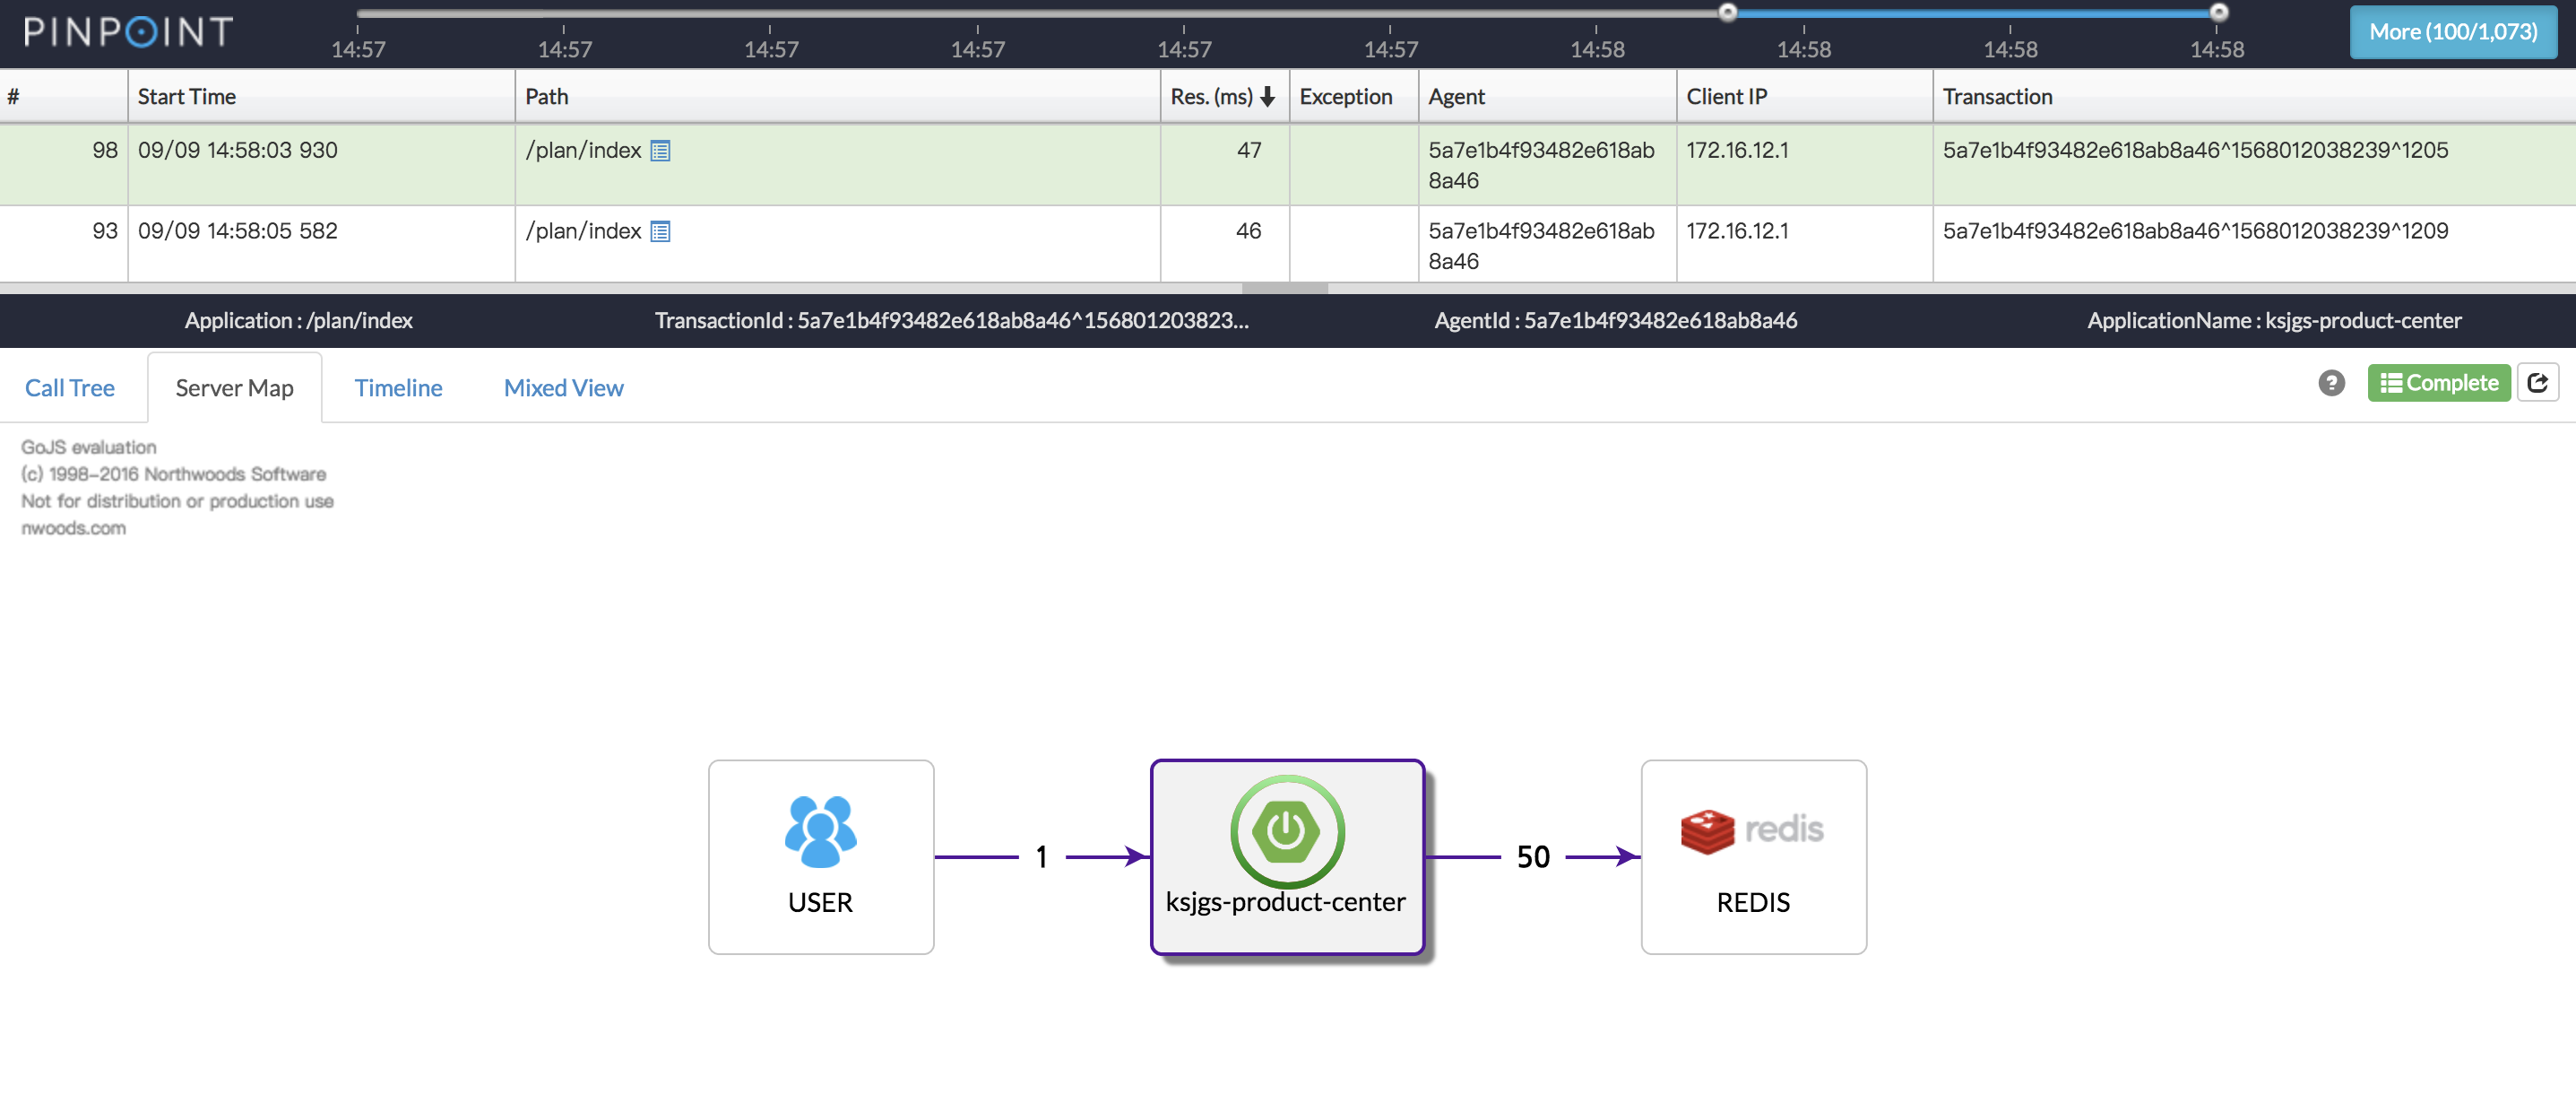 PINPOINT
14:57 14:57 14:57 14:57 14:57 14:57 14:58 14:58 14:58 14:58
More (100/1,073)
# Start Time Path Res. (ms) Exception Agent Client IP Transaction
98 09/09 14:58:03 930 /plan/index 47 5a7e1b4f93482e618ab 172.16.12.1 5a7e1b4f93482e618ab8a46^1568012038239^1205
8a46
93 09/09 14:58:05 582 /plan/index 46 5a7e1b4f93482e618ab 172.16.12.1 5a7e1b4f93482e618ab8a46^1568012038239^1209
8a46
Application : /plan/index TransactionId : 5a7e1b4f93482e618ab8a46^156801203823... AgentId : 5a7e1b4f93482e618ab8a46 ApplicationName : ksjgs-product-center
Call Tree Server Map Timeline Mixed View ? Complete
GoJS evaluation
(c) 1998-2016 Northwoods Software
Not for distribution or production use
nwoods.com
redis
1 50
USER ksjgs-product-center REDIS